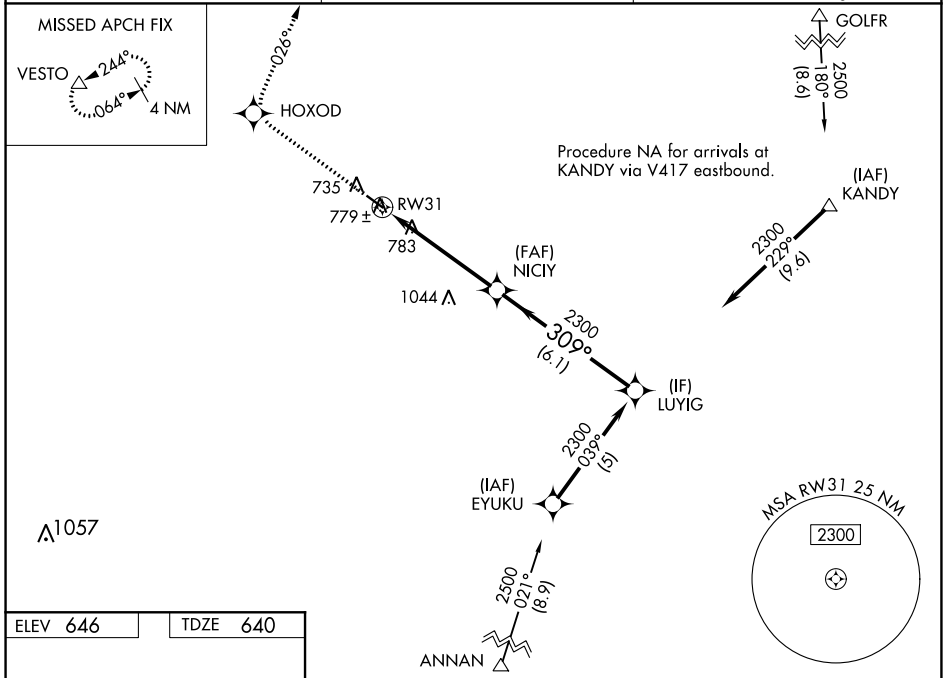 MISSED APCH FIX
VESTO
244°
064°
4 NM
026°
HOXOD
GOLFR
2500
180°
(8.6)
Procedure NA for arrivals at
KANDY via V417 eastbound.
(IAF)
KANDY
2300
229°
(9.6)
735
779 ±
RW31
783
(FAF)
NICIY
1044
2300
309°
(6.1)
(IF)
LUYIG
2300
039°
(5)
(IAF)
EYUKU
1057
MSA RW31 25 NM
2300
2500
021°
(8.9)
ANNAN
ELEV 646
TDZE 640